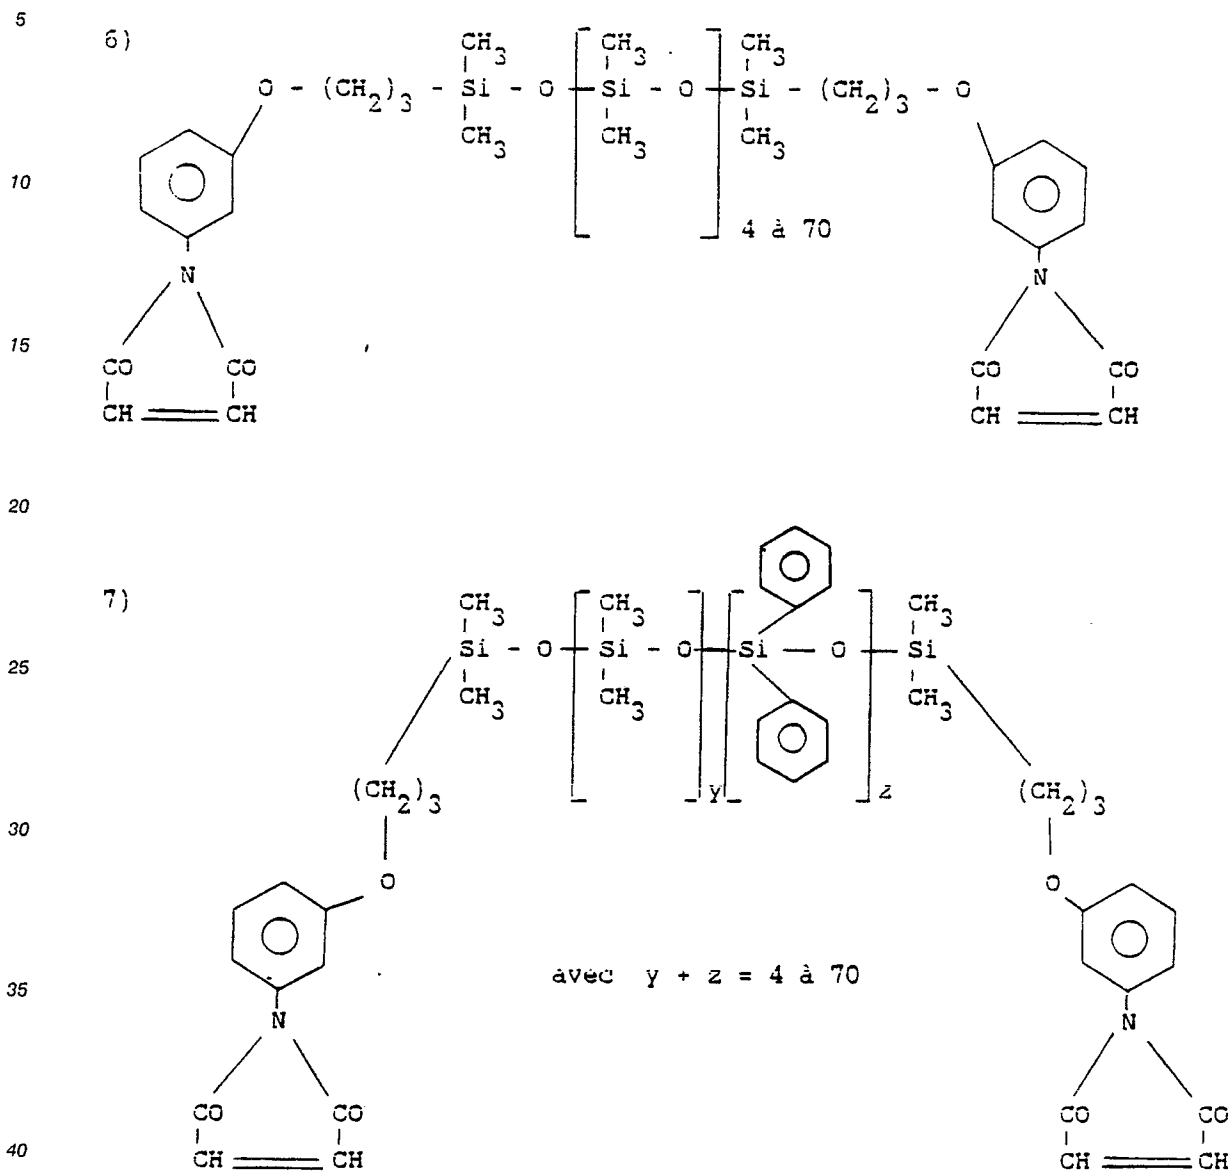 5
6)
CH3 CH3 CH3
O - (CH2)3 - Si - O - Si - O - Si - (CH2)3 - O
CH3 CH3 CH3
10
4 à 70
N N
15
CO CO CO CO
CH CH CH CH
20
7)
CH3 CH3 CH3
25
Si - O - Si - O - Si - O - Si
CH3 CH3 CH3
y z
(CH2)3 (CH2)3
30
O O
avec y + z = 4 à 70
35
N N
CO CO CO CO
40
CH CH CH CH